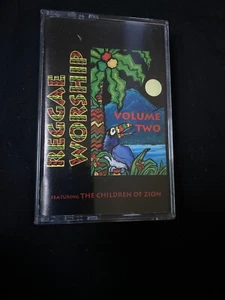 REGGAE
WORSHIP
VOLUME
TWO
FEATURING THE CHILDREN OF ZION